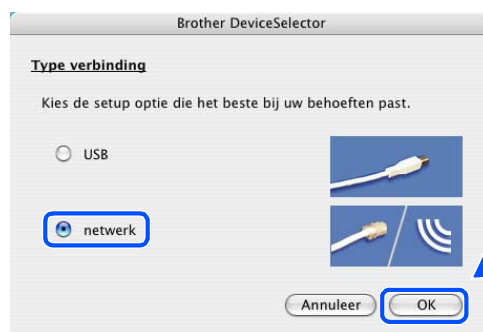 Brother DeviceSelector
Type verbinding
Kies de setup optie die het beste bij uw behoeften past.
USB
netwerk
Annuleer OK